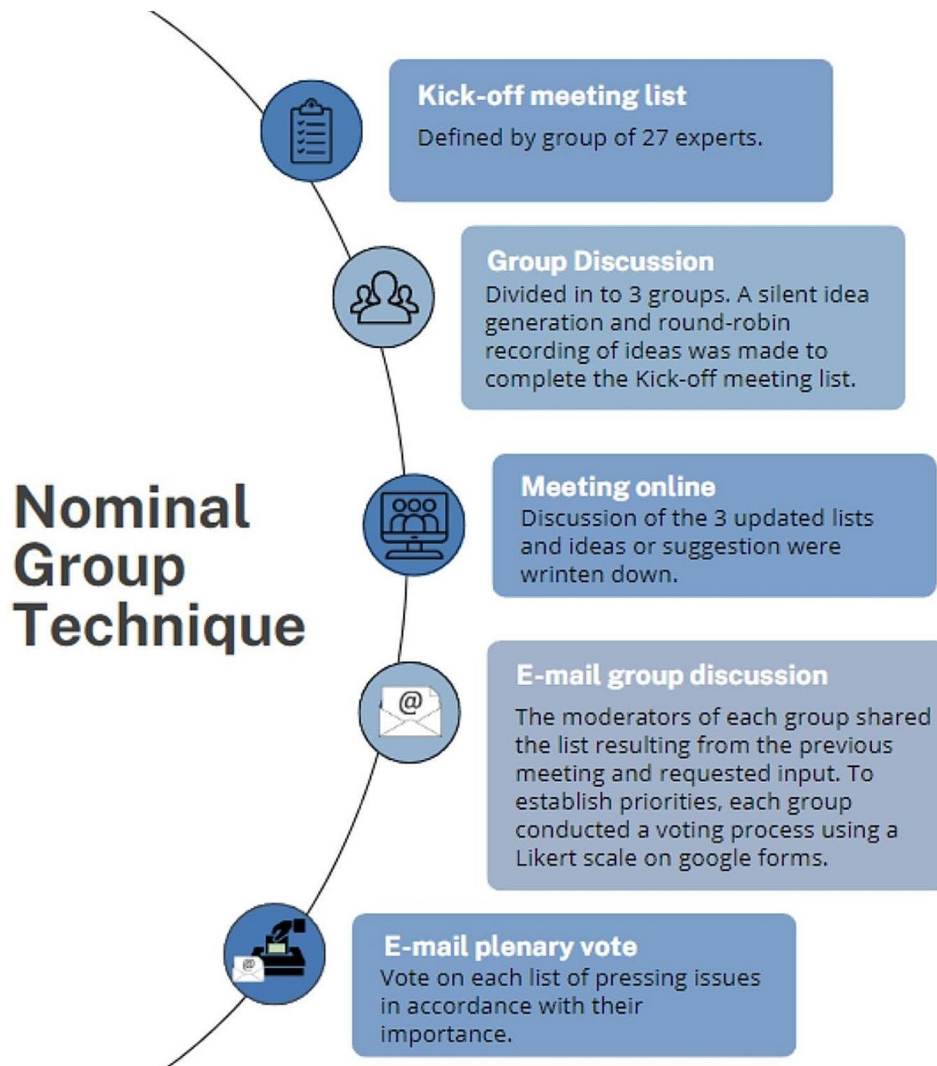 Kick-off meeting list
Defined by group of 27 experts.
Group Discussion
Divided in to 3 groups. A silent idea
generation and round-robin
recording of ideas was made to
complete the Kick-off meeting list.
Nominal
Group
Technique
Meeting online
Discussion of the 3 updated lists
and ideas or suggestion were
wrinten down.
@
E-mail group discussion
The moderators of each group shared
the list resulting from the previous
meeting and requested input. To
establish priorities, each group
conducted a voting process using a
Likert scale on google forms.
@
E-mail plenary vote
Vote on each list of pressing issues
in accordance with their
importance.